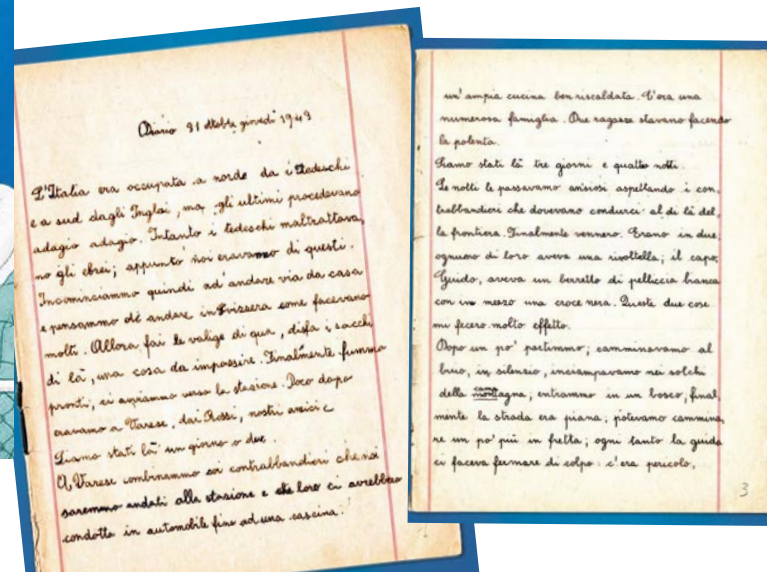 Diario 31 ottobre giovedì 1943
L'Italia era occupata a norde da i Tedeschi
e a sud dagli Inglesi, ma gli ultimi procedevano
adagio adagio. Intanto i tedeschi maltrattava,
no gli ebrei; appunto noi eravamo di questi.
Incominciammo quindi ad'andare via da casa
e pensammo di andare in Svizzera come facevano
molti. Allora fai le valige di qua, disfa i sacchi
di là, una cosa da impazzire. Finalmente fummo
pronti, ci avviammo verso la stazione. Poco dopo
eravamo a Varese, dai Rossi, nostri amici e
siamo stati là un giorno o due.
A Varese combinammo coi contrabbandieri che noi
saremmo andati alla stazione e che loro ci avrebbero
condotto in automobile fino ad una cascina.
un'ampia cucina ben riscaldata. C'era una
numerosa famiglia. Due ragazze stavano facendo
la polenta.
Siamo stati là tre giorni e quattro notti.
Le notti le passavamo ansiosi aspettando i con,
trabbandieri che dovevano condurci al di là del,
la frontiera. Finalmente vennero. Erano in due,
ognuno di loro aveva una rivoltella; il capo,
Guido, aveva un berretto di pelliccia bianca
con in mezzo una croce nera. Queste due cose
mi fecero molto effetto.
Dopo un po' partimmo; camminavamo al
buio, in silenzio, inciampavamo nei solchi
della campagna, entrammo in un bosco, final,
mente la strada era piana; potevamo cammina,
re un po' più in fretta; ogni tanto la guida
ci faceva fermare di colpo: c'era pericolo,
3